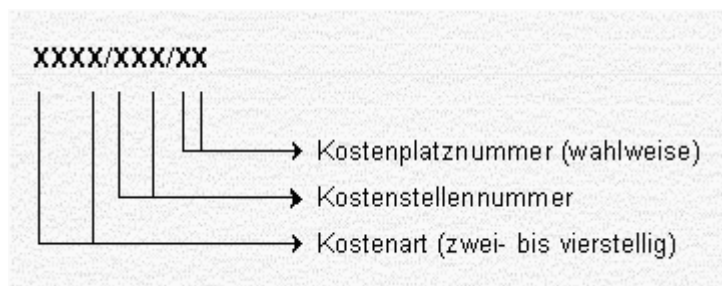 XXXX/XXX/XX
Kostenplatznummer (wahlweise)
Kostenstellennummer
Kostenart (zwei- bis vierstellig)